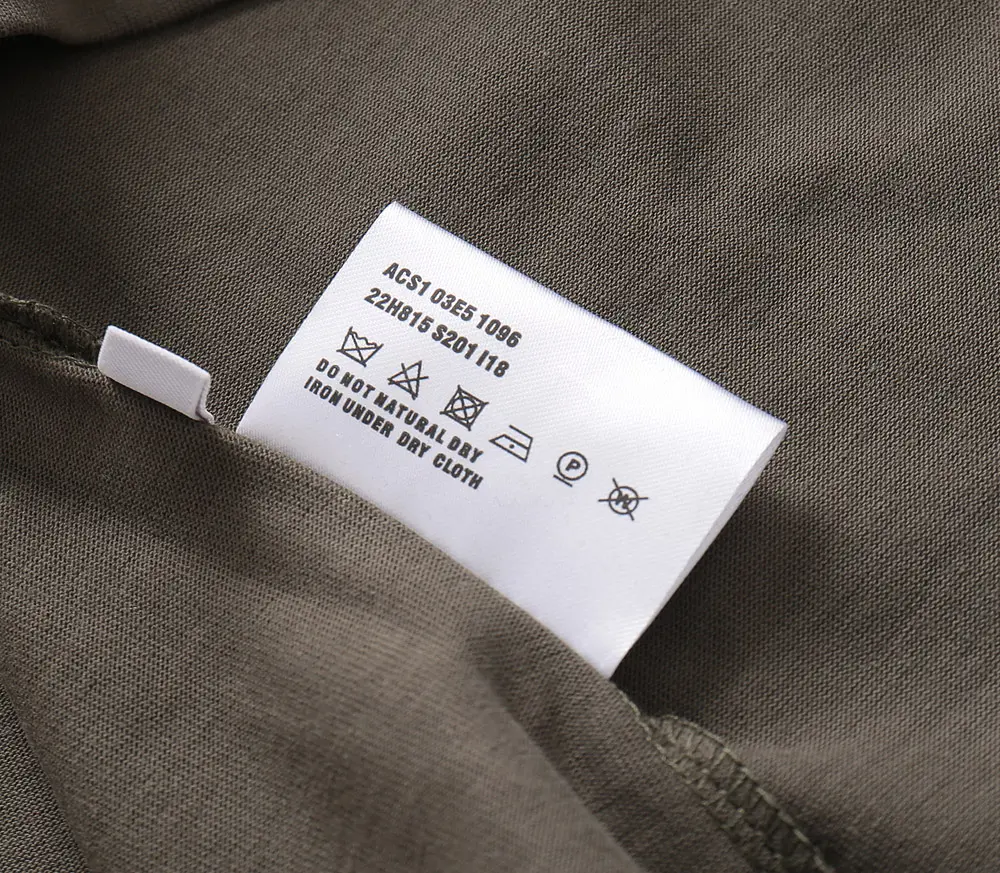 ACS1 03E5 1096
22H815 S201 I18
P
W
DO NOT NATURAL DRY
IRON UNDER DRY CLOTH